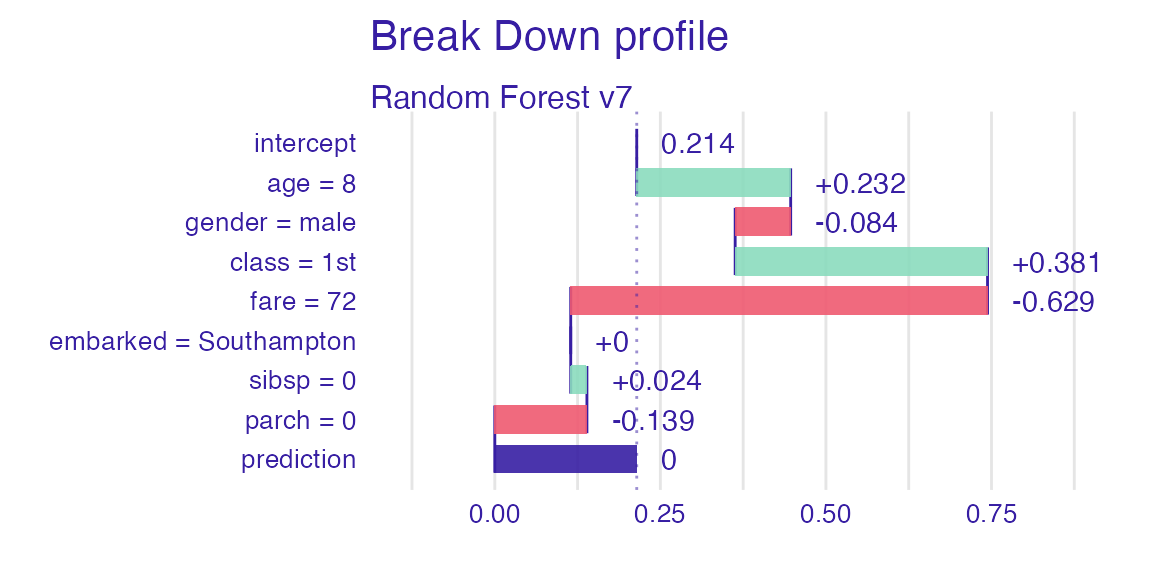 Break Down profile
Random Forest v7
intercept 0.214
age = 8 +0.232
gender = male -0.084
class = 1st +0.381
fare = 72 -0.629
embarked = Southampton +0
sibsp = 0 +0.024
parch = 0 -0.139
prediction 0
0.00 0.25 0.50 0.75